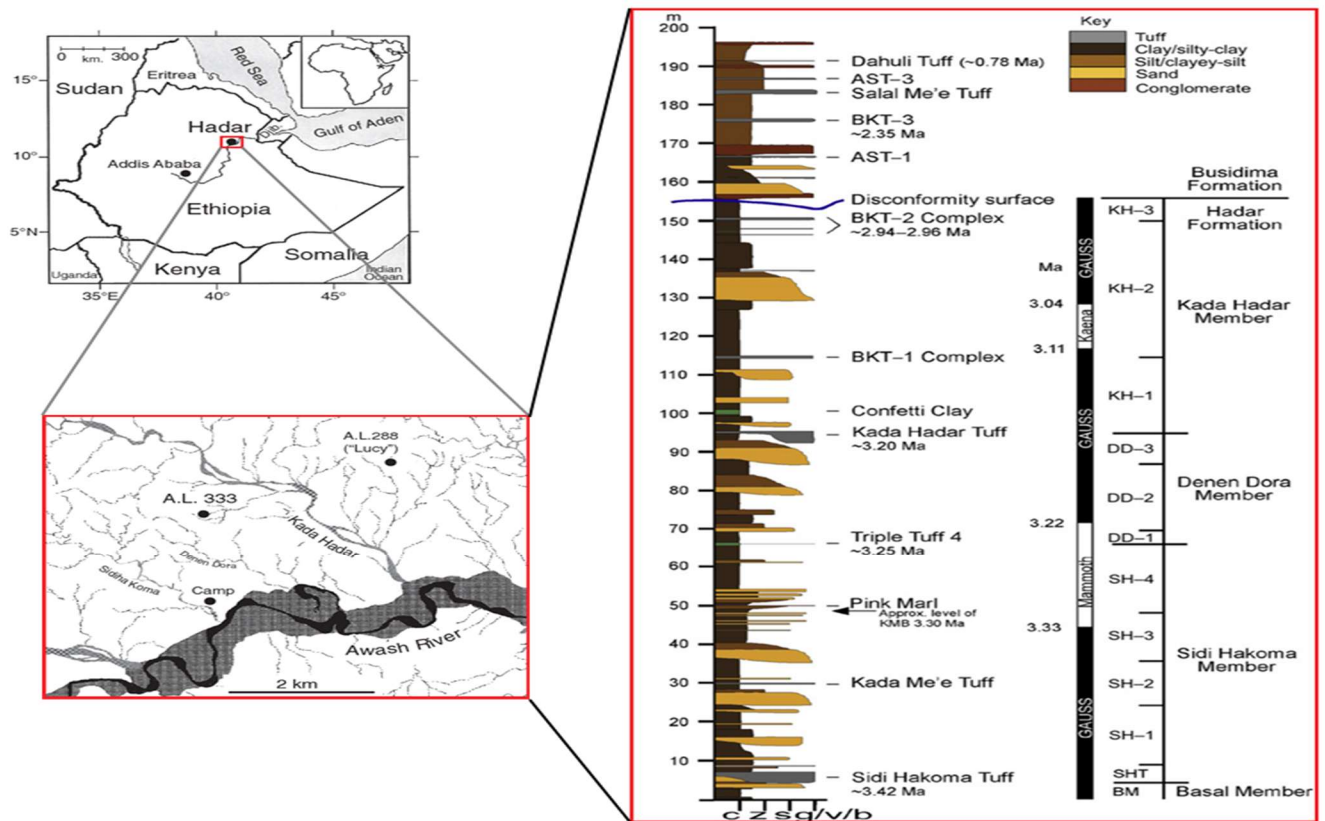 0 km. 300
Red Sea
15°
Eritrea
Sudan
Hadar
Djib.
Gulf of Aden
10°
Addis Ababa
Ethiopia
5°N
Somalia
Uganda
Kenya
Indian
Ocean
35°E
40°
45°
A.L.288
("Lucy")
A.L. 333
Kada Hadar
Denen Dora
Sidiha Koma
Camp
Awash River
2 km
m
200
190
180
170
160
150
140
130
120
110
100
90
80
70
60
50
40
30
20
10
c z s g/v/b
Key
Tuff
Clay/silty-clay
Silt/clayey-silt
Sand
Conglomerate
Dahuli Tuff (~0.78 Ma)
AST-3
Salal Me'e Tuff
BKT-3
~2.35 Ma
AST-1
Disconformity surface
BKT-2 Complex
~2.94–2.96 Ma
BKT-1 Complex
Confetti Clay
Kada Hadar Tuff
~3.20 Ma
Triple Tuff 4
~3.25 Ma
Pink Marl
Approx. level of
KMB 3.30 Ma
Kada Me'e Tuff
Sidi Hakoma Tuff
~3.42 Ma
Ma
3.04
3.11
3.22
3.33
GAUSS
Kaena
GAUSS
Mammoth
GAUSS
KH-3
KH-2
KH-1
DD-3
DD-2
DD-1
SH-4
SH-3
SH-2
SH-1
SHT
BM
Busidima
Formation
Hadar
Formation
Kada Hadar
Member
Denen Dora
Member
Sidi Hakoma
Member
Basal Member